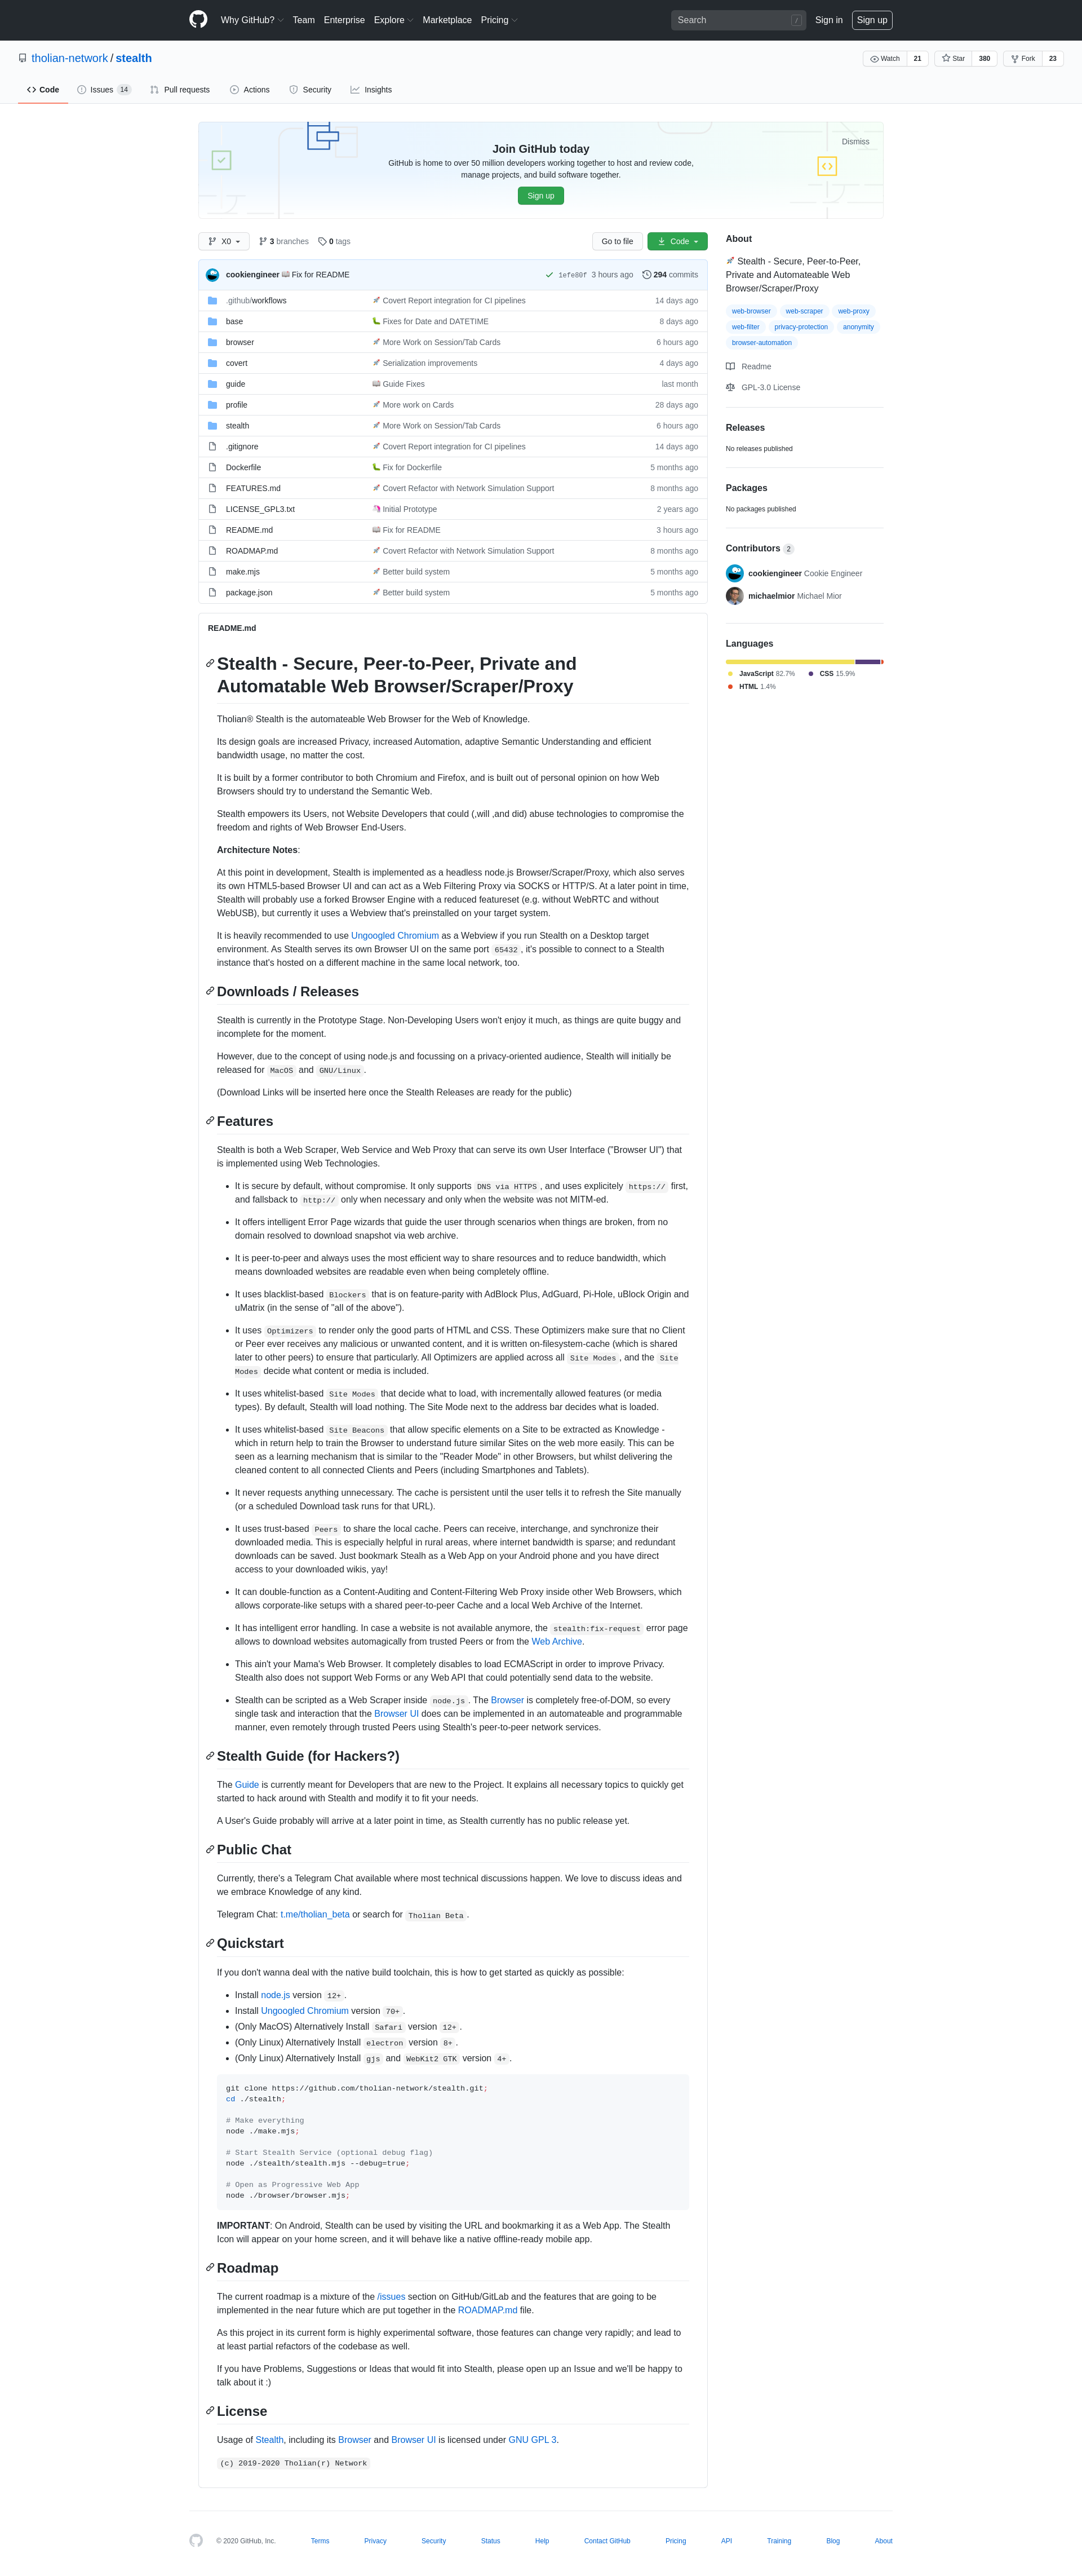 Why GitHub? Team Enterprise Explore Marketplace Pricing Search / Sign in Sign up
tholian-network / stealth
Watch 21 Star 380 Fork 23
Code Issues 14 Pull requests Actions Security Insights
Join GitHub today
Dismiss
GitHub is home to over 50 million developers working together to host and review code,
manage projects, and build software together.
Sign up
X0 3 branches 0 tags Go to file Code
cookiengineer Fix for README 1efe80f 3 hours ago 294 commits
.github/workflows Covert Report integration for CI pipelines 14 days ago
base Fixes for Date and DATETIME 8 days ago
browser More Work on Session/Tab Cards 6 hours ago
covert Serialization improvements 4 days ago
guide Guide Fixes last month
profile More work on Cards 28 days ago
stealth More Work on Session/Tab Cards 6 hours ago
.gitignore Covert Report integration for CI pipelines 14 days ago
Dockerfile Fix for Dockerfile 5 months ago
FEATURES.md Covert Refactor with Network Simulation Support 8 months ago
LICENSE_GPL3.txt Initial Prototype 2 years ago
README.md Fix for README 3 hours ago
ROADMAP.md Covert Refactor with Network Simulation Support 8 months ago
make.mjs Better build system 5 months ago
package.json Better build system 5 months ago
About
Stealth - Secure, Peer-to-Peer,
Private and Automateable Web
Browser/Scraper/Proxy
web-browser web-scraper web-proxy
web-filter privacy-protection anonymity
browser-automation
Readme
GPL-3.0 License
Releases
No releases published
Packages
No packages published
Contributors 2
cookiengineer Cookie Engineer
michaelmior Michael Mior
Languages
JavaScript 82.7% CSS 15.9%
HTML 1.4%
README.md
Stealth - Secure, Peer-to-Peer, Private and
Automatable Web Browser/Scraper/Proxy
Tholian® Stealth is the automateable Web Browser for the Web of Knowledge.
Its design goals are increased Privacy, increased Automation, adaptive Semantic Understanding and efficient
bandwidth usage, no matter the cost.
It is built by a former contributor to both Chromium and Firefox, and is built out of personal opinion on how Web
Browsers should try to understand the Semantic Web.
Stealth empowers its Users, not Website Developers that could (,will ,and did) abuse technologies to compromise the
freedom and rights of Web Browser End-Users.
Architecture Notes:
At this point in development, Stealth is implemented as a headless node.js Browser/Scraper/Proxy, which also serves
its own HTML5-based Browser UI and can act as a Web Filtering Proxy via SOCKS or HTTP/S. At a later point in time,
Stealth will probably use a forked Browser Engine with a reduced featureset (e.g. without WebRTC and without
WebUSB), but currently it uses a Webview that's preinstalled on your target system.
It is heavily recommended to use Ungoogled Chromium as a Webview if you run Stealth on a Desktop target
environment. As Stealth serves its own Browser UI on the same port 65432, it's possible to connect to a Stealth
instance that's hosted on a different machine in the same local network, too.
Downloads / Releases
Stealth is currently in the Prototype Stage. Non-Developing Users won't enjoy it much, as things are quite buggy and
incomplete for the moment.
However, due to the concept of using node.js and focussing on a privacy-oriented audience, Stealth will initially be
released for MacOS and GNU/Linux.
(Download Links will be inserted here once the Stealth Releases are ready for the public)
Features
Stealth is both a Web Scraper, Web Service and Web Proxy that can serve its own User Interface ("Browser UI") that
is implemented using Web Technologies.
• It is secure by default, without compromise. It only supports DNS via HTTPS, and uses explicitely https:// first,
and fallsback to http:// only when necessary and only when the website was not MITM-ed.
• It offers intelligent Error Page wizards that guide the user through scenarios when things are broken, from no
domain resolved to download snapshot via web archive.
• It is peer-to-peer and always uses the most efficient way to share resources and to reduce bandwidth, which
means downloaded websites are readable even when being completely offline.
• It uses blacklist-based Blockers that is on feature-parity with AdBlock Plus, AdGuard, Pi-Hole, uBlock Origin and
uMatrix (in the sense of "all of the above").
• It uses Optimizers to render only the good parts of HTML and CSS. These Optimizers make sure that no Client
or Peer ever receives any malicious or unwanted content, and it is written on-filesystem-cache (which is shared
later to other peers) to ensure that particularly. All Optimizers are applied across all Site Modes, and the Site
Modes decide what content or media is included.
• It uses whitelist-based Site Modes that decide what to load, with incrementally allowed features (or media
types). By default, Stealth will load nothing. The Site Mode next to the address bar decides what is loaded.
• It uses whitelist-based Site Beacons that allow specific elements on a Site to be extracted as Knowledge -
which in return help to train the Browser to understand future similar Sites on the web more easily. This can be
seen as a learning mechanism that is similar to the "Reader Mode" in other Browsers, but whilst delivering the
cleaned content to all connected Clients and Peers (including Smartphones and Tablets).
• It never requests anything unnecessary. The cache is persistent until the user tells it to refresh the Site manually
(or a scheduled Download task runs for that URL).
• It uses trust-based Peers to share the local cache. Peers can receive, interchange, and synchronize their
downloaded media. This is especially helpful in rural areas, where internet bandwidth is sparse; and redundant
downloads can be saved. Just bookmark Stealh as a Web App on your Android phone and you have direct
access to your downloaded wikis, yay!
• It can double-function as a Content-Auditing and Content-Filtering Web Proxy inside other Web Browsers, which
allows corporate-like setups with a shared peer-to-peer Cache and a local Web Archive of the Internet.
• It has intelligent error handling. In case a website is not available anymore, the stealth:fix-request error page
allows to download websites automagically from trusted Peers or from the Web Archive.
• This ain't your Mama's Web Browser. It completely disables to load ECMAScript in order to improve Privacy.
Stealth also does not support Web Forms or any Web API that could potentially send data to the website.
• Stealth can be scripted as a Web Scraper inside node.js. The Browser is completely free-of-DOM, so every
single task and interaction that the Browser UI does can be implemented in an automateable and programmable
manner, even remotely through trusted Peers using Stealth's peer-to-peer network services.
Stealth Guide (for Hackers?)
The Guide is currently meant for Developers that are new to the Project. It explains all necessary topics to quickly get
started to hack around with Stealth and modify it to fit your needs.
A User's Guide probably will arrive at a later point in time, as Stealth currently has no public release yet.
Public Chat
Currently, there's a Telegram Chat available where most technical discussions happen. We love to discuss ideas and
we embrace Knowledge of any kind.
Telegram Chat: t.me/tholian_beta or search for Tholian Beta.
Quickstart
If you don't wanna deal with the native build toolchain, this is how to get started as quickly as possible:
• Install node.js version 12+.
• Install Ungoogled Chromium version 70+.
• (Only MacOS) Alternatively Install Safari version 12+.
• (Only Linux) Alternatively Install electron version 8+.
• (Only Linux) Alternatively Install gjs and WebKit2 GTK version 4+.
git clone https://github.com/tholian-network/stealth.git;
cd ./stealth;
# Make everything
node ./make.mjs;
# Start Stealth Service (optional debug flag)
node ./stealth/stealth.mjs --debug=true;
# Open as Progressive Web App
node ./browser/browser.mjs;
IMPORTANT: On Android, Stealth can be used by visiting the URL and bookmarking it as a Web App. The Stealth
Icon will appear on your home screen, and it will behave like a native offline-ready mobile app.
Roadmap
The current roadmap is a mixture of the /issues section on GitHub/GitLab and the features that are going to be
implemented in the near future which are put together in the ROADMAP.md file.
As this project in its current form is highly experimental software, those features can change very rapidly; and lead to
at least partial refactors of the codebase as well.
If you have Problems, Suggestions or Ideas that would fit into Stealth, please open up an Issue and we'll be happy to
talk about it :)
License
Usage of Stealth, including its Browser and Browser UI is licensed under GNU GPL 3.
(c) 2019-2020 Tholian(r) Network
© 2020 GitHub, Inc. Terms Privacy Security Status Help Contact GitHub Pricing API Training Blog About